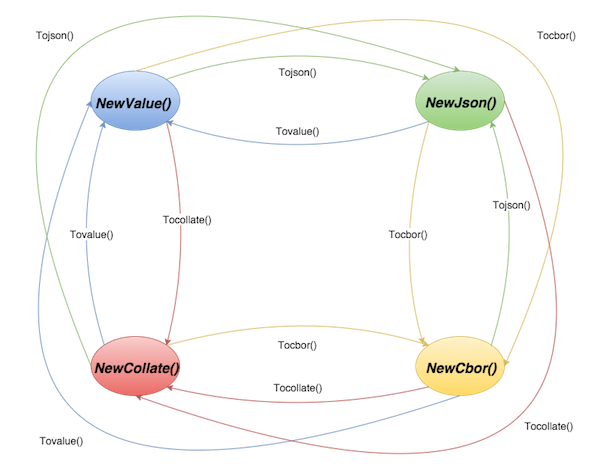 Tojson()
Tocbor()
Tojson()
NewValue()
NewJson()
Tovalue()
Tojson()
Tocollate()
Tovalue()
Tocbor()
Tocbor()
NewCollate()
NewCbor()
Tocollate()
Tocollate()
Tovalue()